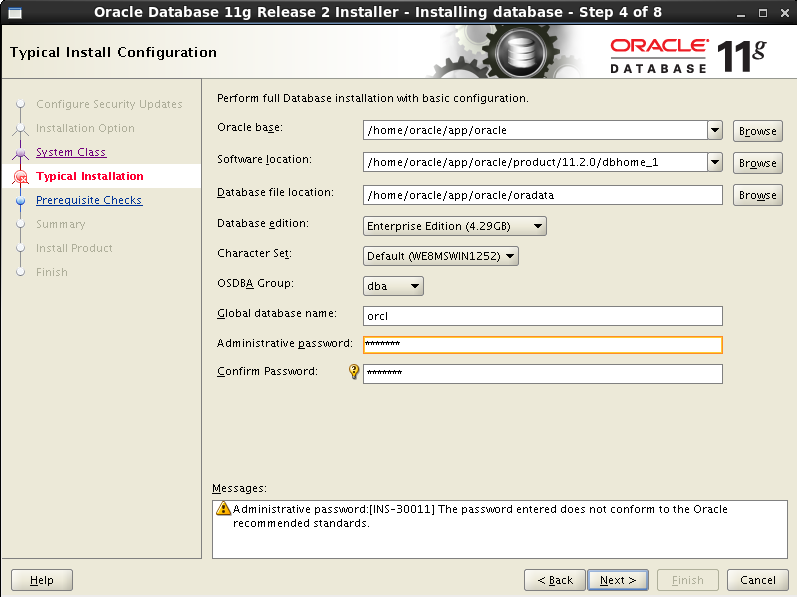 Oracle Database 11g Release 2 Installer - Installing database - Step 4 of 8
Typical Install Configuration
ORACLE®
DATABASE
11g
Configure Security Updates
Installation Option
System Class
Typical Installation
Prerequisite Checks
Summary
Install Product
Finish
Perform full Database installation with basic configuration.
Oracle base: /home/oracle/app/oracle Browse
Software location: /home/oracle/app/oracle/product/11.2.0/dbhome_1 Browse
Database file location: /home/oracle/app/oracle/oradata Browse
Database edition: Enterprise Edition (4.29GB)
Character Set: Default (WE8MSWIN1252)
OSDBA Group: dba
Global database name: orcl
Administrative password: *******
Confirm Password: *******
Messages:
Administrative password:[INS-30011] The password entered does not conform to the Oracle
recommended standards.
Help < Back Next > Finish Cancel